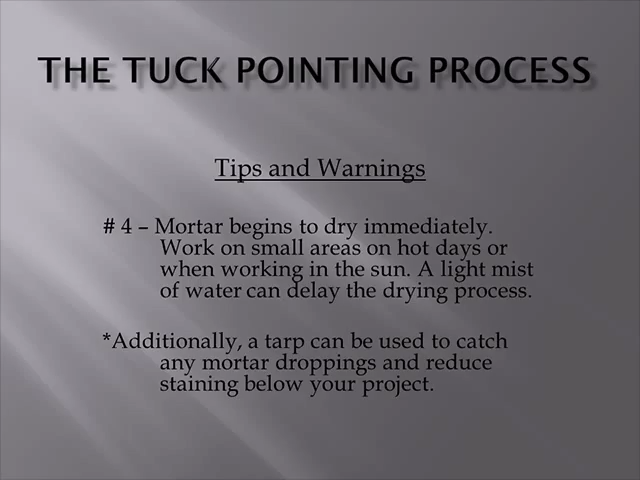 THE TUCK POINTING PROCESS
Tips and Warnings
# 4 – Mortar begins to dry immediately.
Work on small areas on hot days or
when working in the sun. A light mist
of water can delay the drying process.
*Additionally, a tarp can be used to catch
any mortar droppings and reduce
staining below your project.